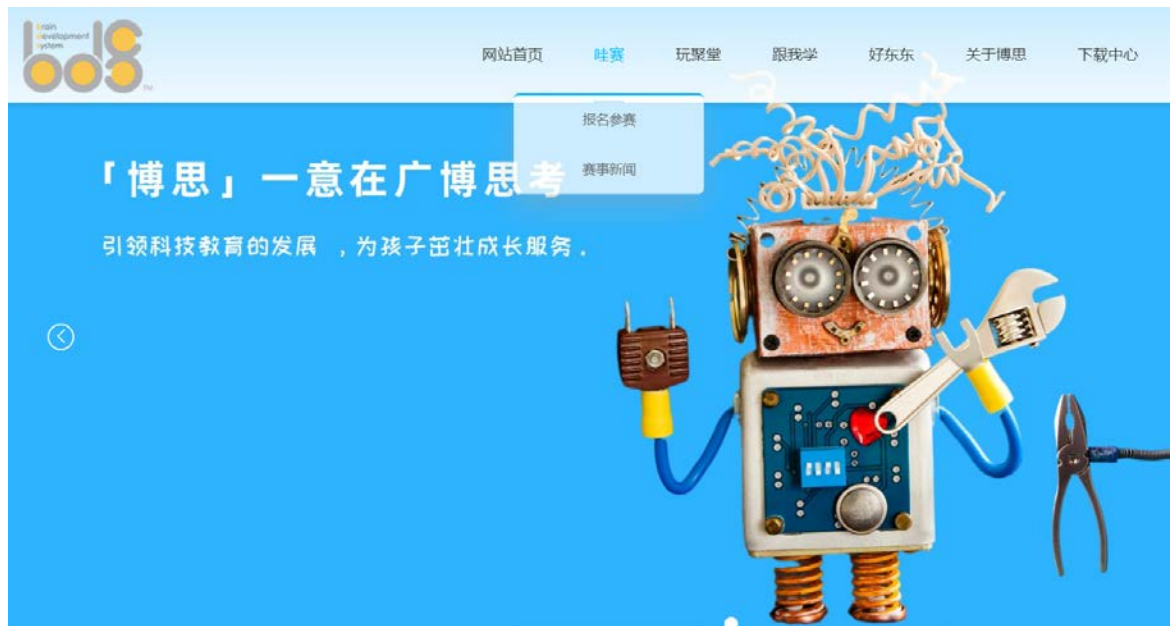 Brain
Development
System
bdc
bos
TM
网站首页 哇赛 玩聚堂 跟我学 好东东 关于博思 下载中心
报名参赛
赛事新闻
「博思」一意在广博思考
引领科技教育的发展 ，为孩子茁壮成长服务．